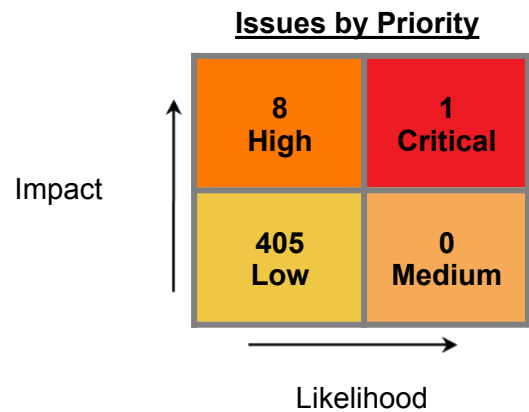 Issues by Priority
8
High
1
Critical
Impact
405
Low
0
Medium
Likelihood